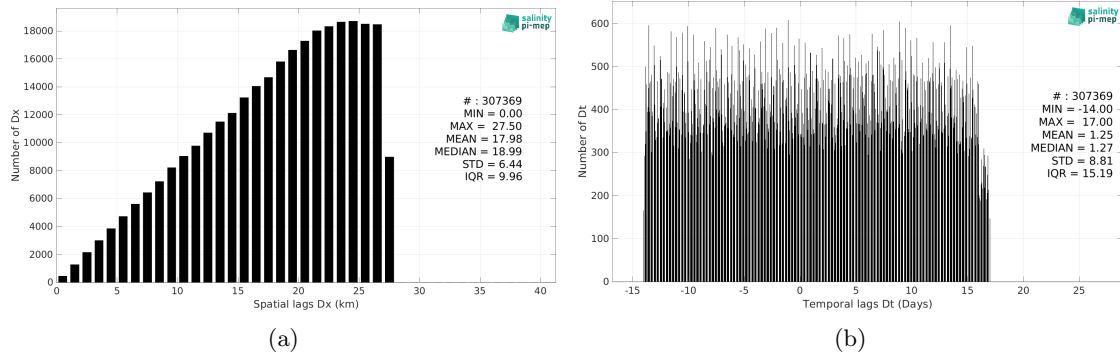 18000
16000
14000
12000
10000
8000
6000
4000
2000
0
Number of Dx
0 5 10 15 20 25 30 35 40
Spatial lags Dx (km)
salinity
pi-mep
# : 307369
MIN = 0.00
MAX = 27.50
MEAN = 17.98
MEDIAN = 18.99
STD = 6.44
IQR = 9.96
(a)
600
500
400
300
200
100
0
Number of Dt
-15 -10 -5 0 5 10 15 20 25
Temporal lags Dt (Days)
salinity
pi-mep
# : 307369
MIN = -14.00
MAX = 17.00
MEAN = 1.25
MEDIAN = 1.27
STD = 8.81
IQR = 15.19
(b)